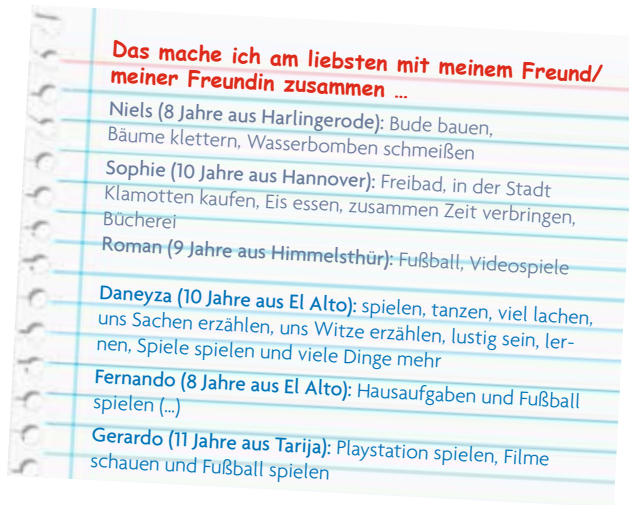 Das mache ich am liebsten mit meinem Freund/
meiner Freundin zusammen ...
Niels (8 Jahre aus Harlingerode): Bude bauen,
Bäume klettern, Wasserbomben schmeißen
Sophie (10 Jahre aus Hannover): Freibad, in der Stadt
Klamotten kaufen, Eis essen, zusammen Zeit verbringen,
Bücherei
Roman (9 Jahre aus Himmelsthür): Fußball, Videospiele
Daneyza (10 Jahre aus El Alto): spielen, tanzen, viel lachen,
uns Sachen erzählen, uns Witze erzählen, lustig sein, ler-
nen, Spiele spielen und viele Dinge mehr
Fernando (8 Jahre aus El Alto): Hausaufgaben und Fußball
spielen (...)
Gerardo (11 Jahre aus Tarija): Playstation spielen, Filme
schauen und Fußball spielen